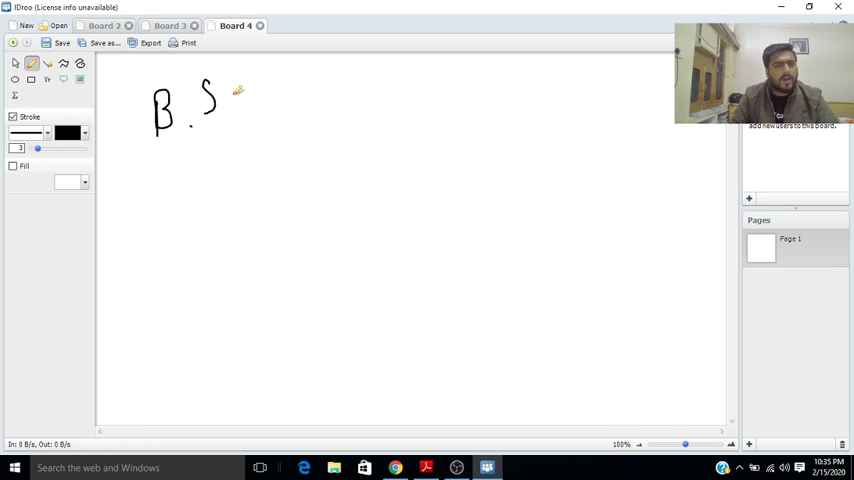 IDroo (License info unavailable)
New Open Board 2 Board 3 Board 4
Save Save as... Export Print
Tr
Σ
Stroke
3
Fill
B.S
add new users to this board.
Pages
Page 1
In: 0 B/s, Out: 0 B/s
100%
Search the web and Windows
10:35 PM
2/15/2020